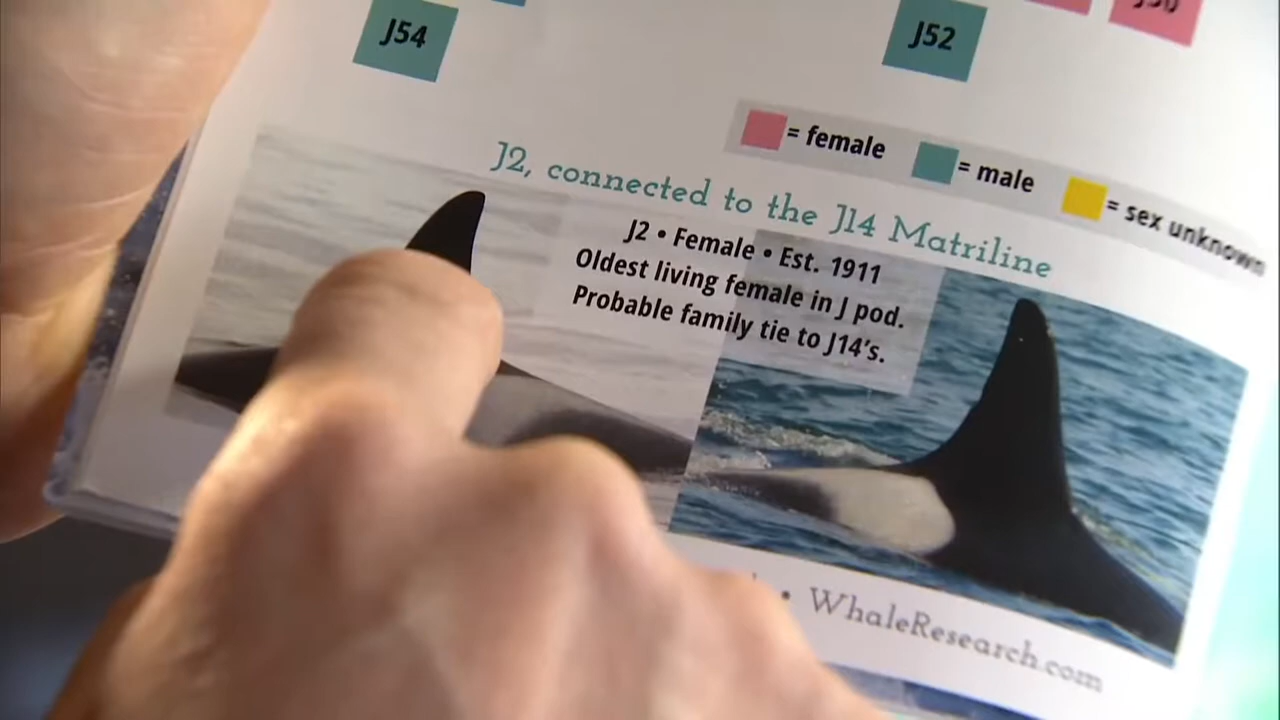 J54
J52
= female
= male
= sex unknown
J2, connected to the J14 Matriline
J2 • Female • Est. 1911
Oldest living female in J pod.
Probable family tie to J14's.
• WhaleResearch.com